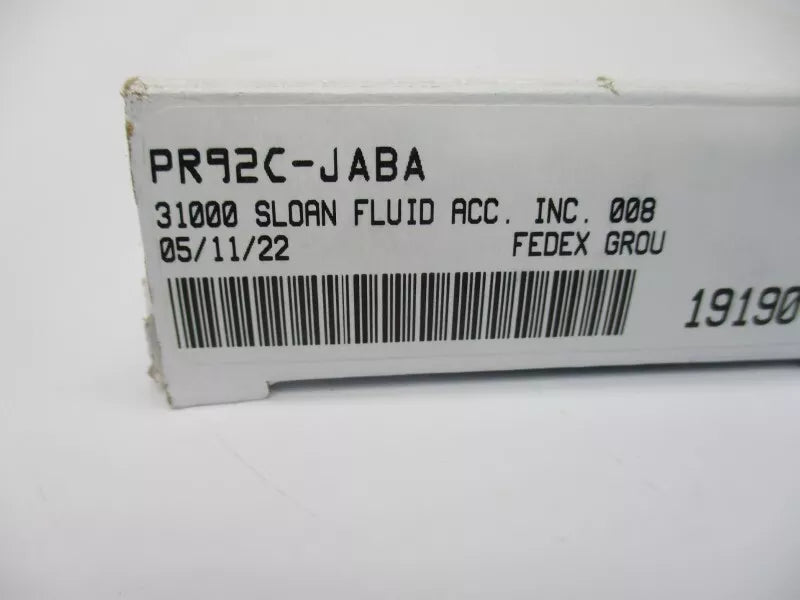 PR92C-JABA
31000 SLOAN FLUID ACC. INC. 008
05/11/22 FEDEX GROU
19190